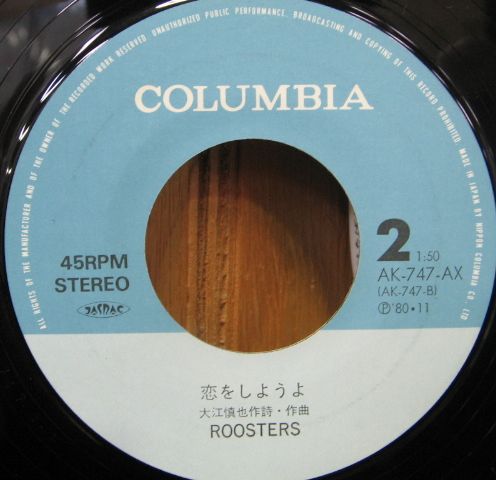 ALL RIGHTS OF THE MANUFACTURER AND OF THE OWNER OF THE RECORDED WORK RESERVED. UNAUTHORIZED PUBLIC PERFORMANCE, BROADCASTING AND COPYING OF THIS RECORD PROHIBITED. MADE IN JAPAN BY NIPPON COLUMBIA CO. LTD.
COLUMBIA
45RPM
STEREO
JASRAC
2 1:50
AK-747-AX
(AK-747-B)
Ⓟ'80・11
恋をしようよ
大江慎也作詩・作曲
ROOSTERS